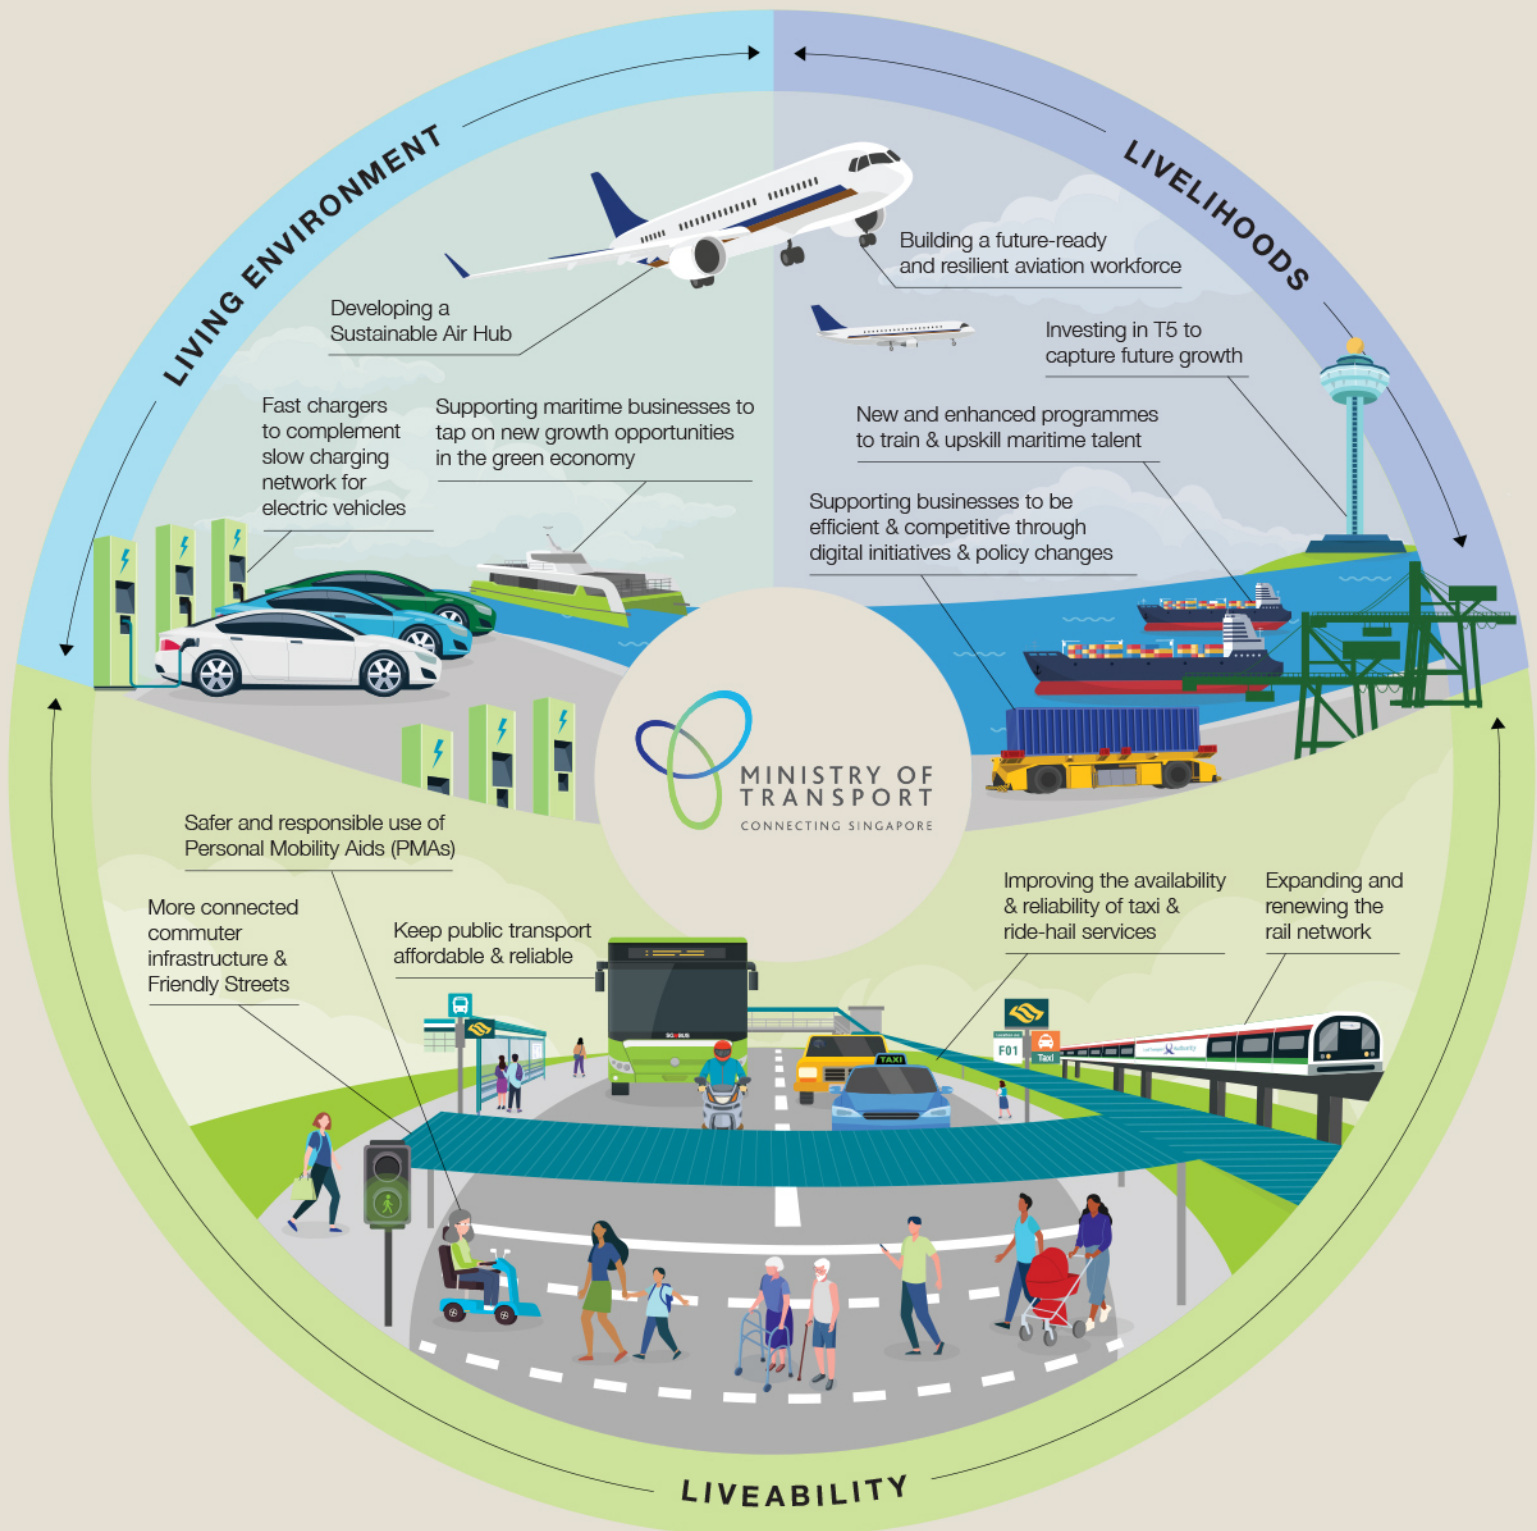 LIVING ENVIRONMENT
LIVELIHOODS
Building a future-ready
and resilient aviation workforce
Developing a
Sustainable Air Hub
Investing in T5 to
capture future growth
Fast chargers
to complement
slow charging
network for
electric vehicles
Supporting maritime businesses to
tap on new growth opportunities
in the green economy
New and enhanced programmes
to train & upskill maritime talent
Supporting businesses to be
efficient & competitive through
digital initiatives & policy changes
MINISTRY OF
TRANSPORT
CONNECTING SINGAPORE
Safer and responsible use of
Personal Mobility Aids (PMAs)
More connected
commuter
infrastructure &
Friendly Streets
Keep public transport
affordable & reliable
Improving the availability
& reliability of taxi &
ride-hail services
Expanding and
renewing the
rail network
F01
Taxi
TAXI
LIVEABILITY